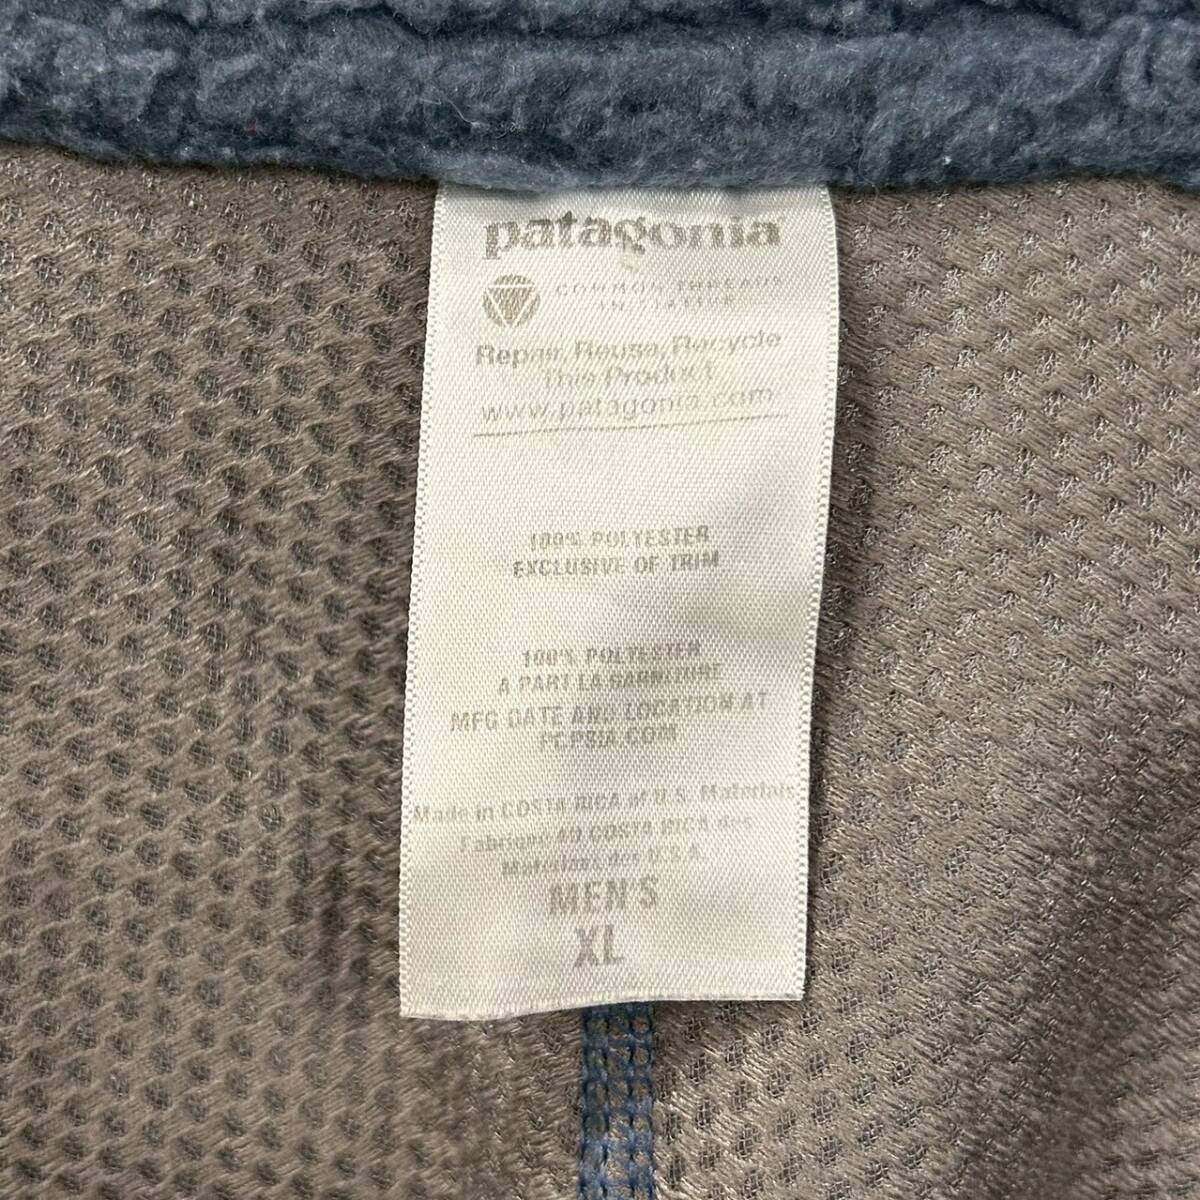 patagonia
COMMON THREADS
INITIATIVE
Repair, Reuse, Recycle
This Product
www.patagonia.com
100% POLYESTER
EXCLUSIVE OF TRIM
100% POLYESTER
A PART LA GARNITURE
MFG DATE AND LOCATION AT
PCPSIA.COM
Made in COSTA RICA of U.S. Materials
Fabriqué AU COSTA RICA des
Materiaux des U.S.A.
MEN'S
XL